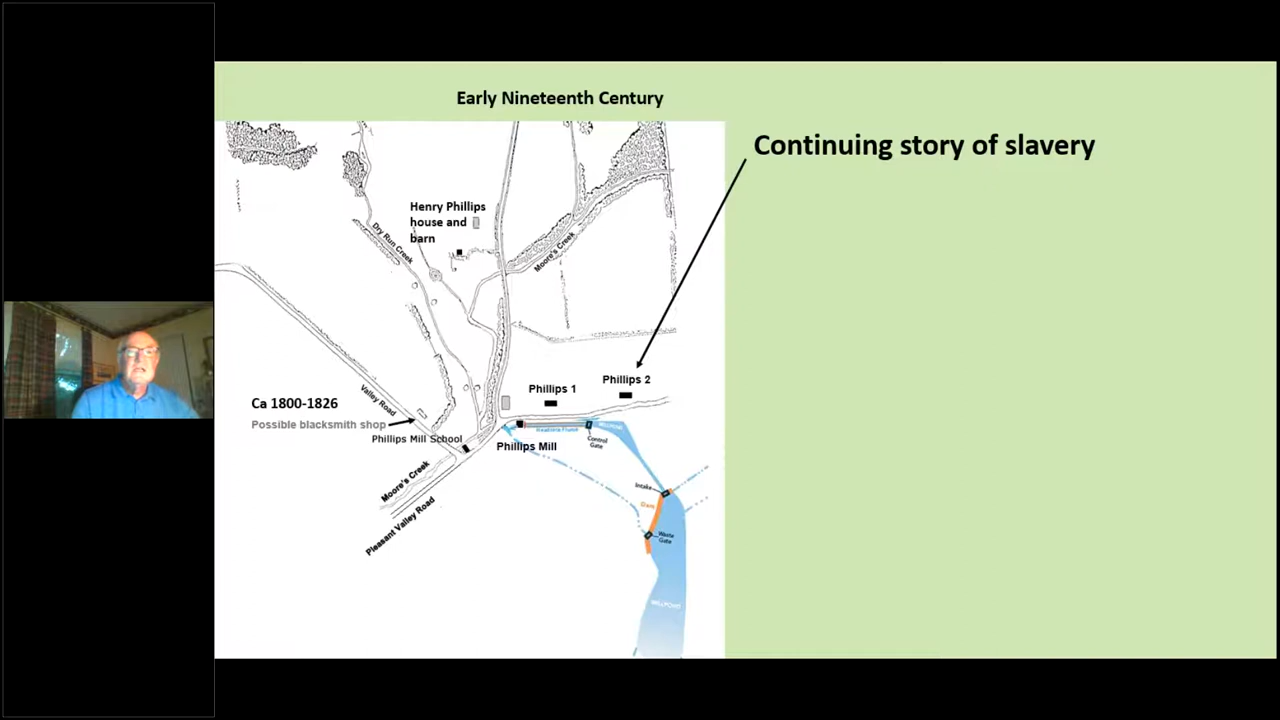 Early Nineteenth Century
Continuing story of slavery
Henry Phillips
house and
barn
Dry Run Creek
Moore's Creek
Valley Road
Phillips 1
Phillips 2
Ca 1800-1826
Possible blacksmith shop
Phillips Mill School
Phillips Mill
Control
Gate
Moore's Creek
Pleasant Valley Road
Intake
Dam
Waste
Gate
MILLPOND